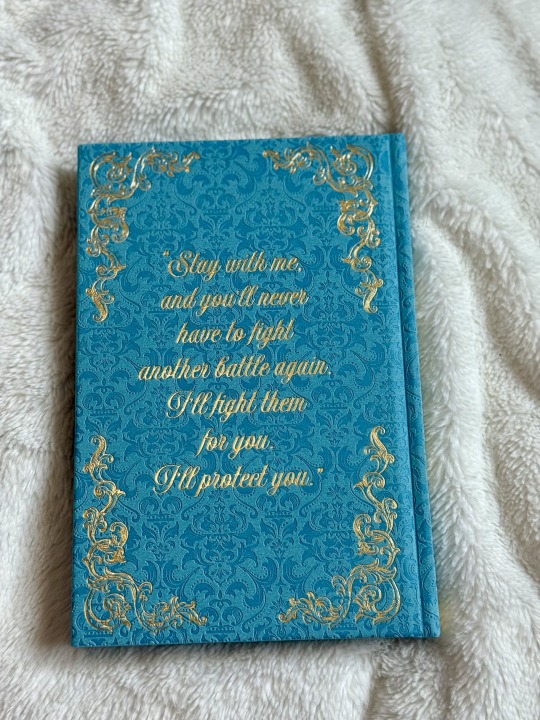 "Stay with me,
and you'll never
have to fight
another battle again.
I'll fight them
for you.
I'll protect you."